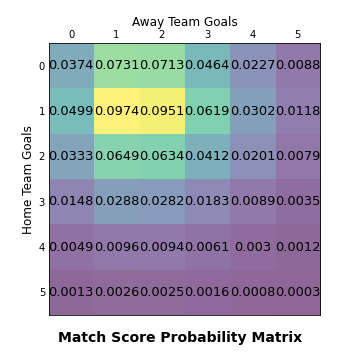 Away Team Goals
0 1 2 3 4 5
0 0.0374 0.0731 0.0713 0.0464 0.0227 0.0088
1 0.0499 0.0974 0.0951 0.0619 0.0302 0.0118
2 0.0333 0.0649 0.0634 0.0412 0.0201 0.0079
3 0.0148 0.0288 0.0282 0.0183 0.0089 0.0035
4 0.0049 0.0096 0.0094 0.0061 0.003 0.0012
5 0.0013 0.0026 0.0025 0.0016 0.0008 0.0003
Home Team Goals
Match Score Probability Matrix